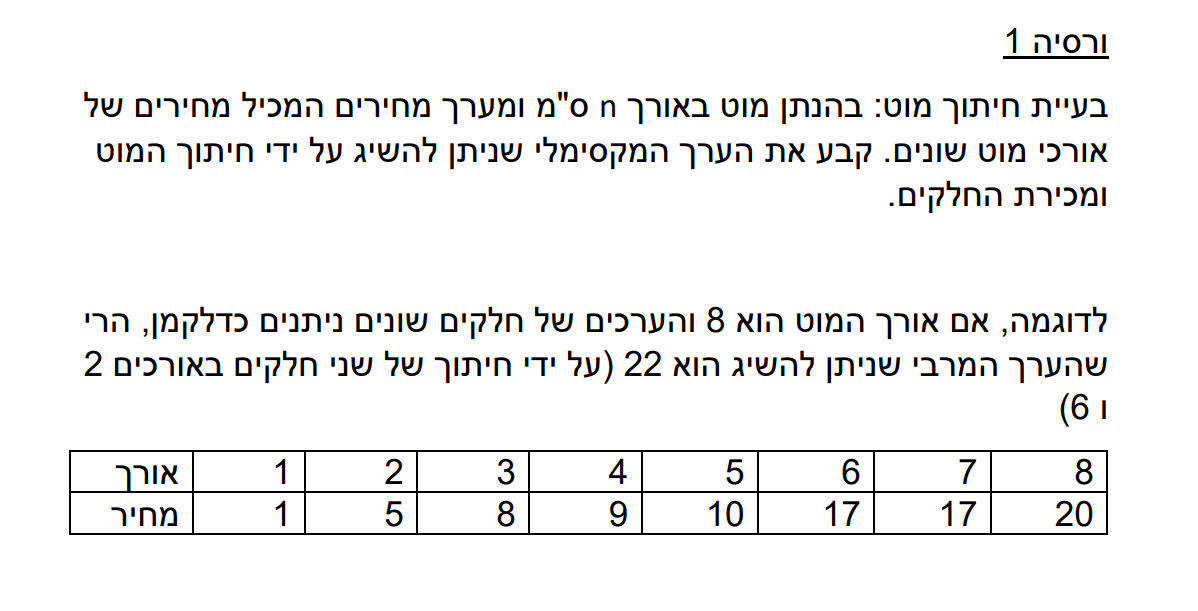 ורסיה 1
בעיית חיתוך מוט: בהנתן מוט באורך n ס"מ ומערך מחירים המכיל מחירים של
אורכי מוט שונים. קבע את הערך המקסימלי שניתן להשיג על ידי חיתוך המוט
ומכירת החלקים.
לדוגמה, אם אורך המוט הוא 8 והערכים של חלקים שונים ניתנים כדלקמן, הרי
שהערך המרבי שניתן להשיג הוא 22 (על ידי חיתוך של שני חלקים באורכים 2
ו 6)
אורך 1 2 3 4 5 6 7 8
מחיר 1 5 8 9 10 17 17 20